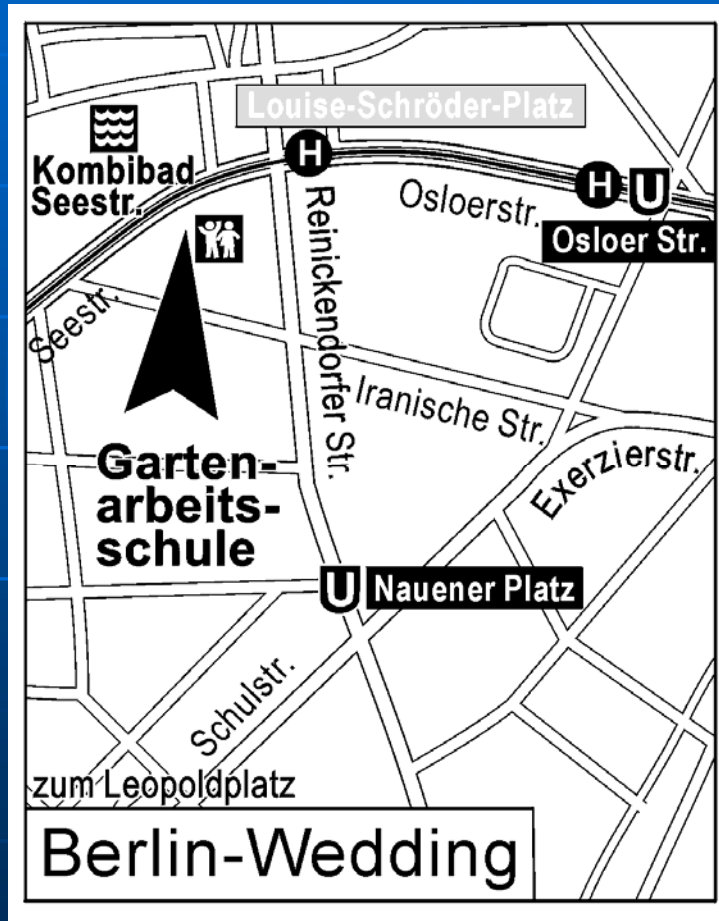 Louise-Schröder-Platz
H
Kombibad
Seestr.
H
U
Osloerstr.
Osloer Str.
Reinickendorfer Str.
Seestr.
Iranische Str.
Garten-
arbeits-
schule
Exerzierstr.
U
Nauener Platz
Schulstr.
zum Leopoldplatz
Berlin-Wedding